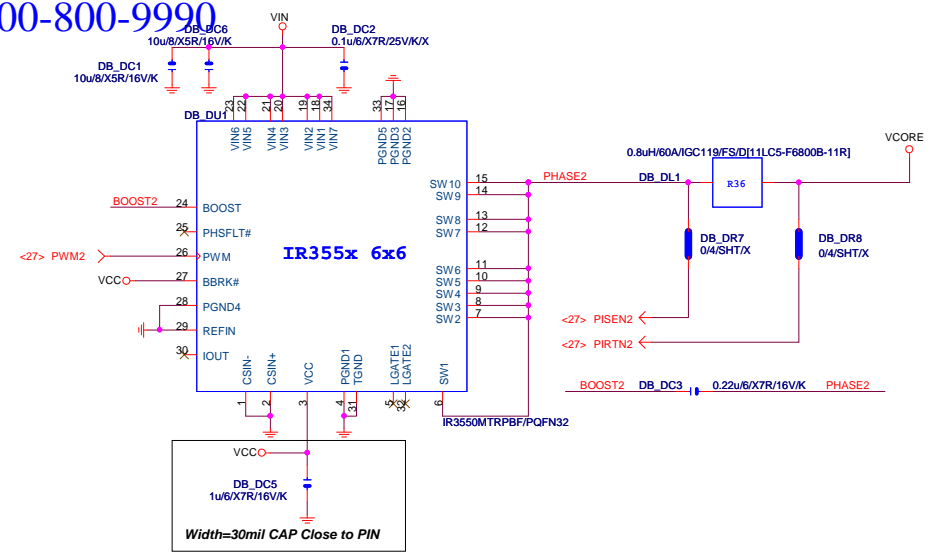 00-800-9990
VIN
DB_DC6
10u/8/X5R/16V/K
DB_DC2
0.1u/6/X7R/25V/K/X
DB_DC1
10u/8/X5R/16V/K
DB_DU1
23 22 21 20 19 18 34 33 17 16
VIN6 VIN5 VIN4 VIN3 VIN2 VIN1 VIN7 PGND5 PGND3 PGND2
VCORE
0.8uH/60A/IGC119/FS/D[11LC5-F6800B-11R]
PHASE2
DB_DL1
R36
SW10 15
SW9 14
BOOST2 24 BOOST
SW8 13
SW7 12
25 PHSFLT#
<27> PWM2 26 PWM
IR355x 6x6
DB_DR7
0/4/SHT/X
DB_DR8
0/4/SHT/X
VCC 27 BBRK#
SW6 11
SW5 10
SW4 9
SW3 8
SW2 7
28 PGND4
29 REFIN
30 IOUT
<27> PISEN2
<27> PIRTN2
CSIN- CSIN+ VCC PGND1 TGND LGATE1 LGATE2 SW1
1 2 3 4 31 5 32 6
BOOST2 DB_DC3 0.22u/6/X7R/16V/K PHASE2
IR3550MTRPBF/PQFN32
VCC
DB_DC5
1u/6/X7R/16V/K
Width=30mil CAP Close to PIN